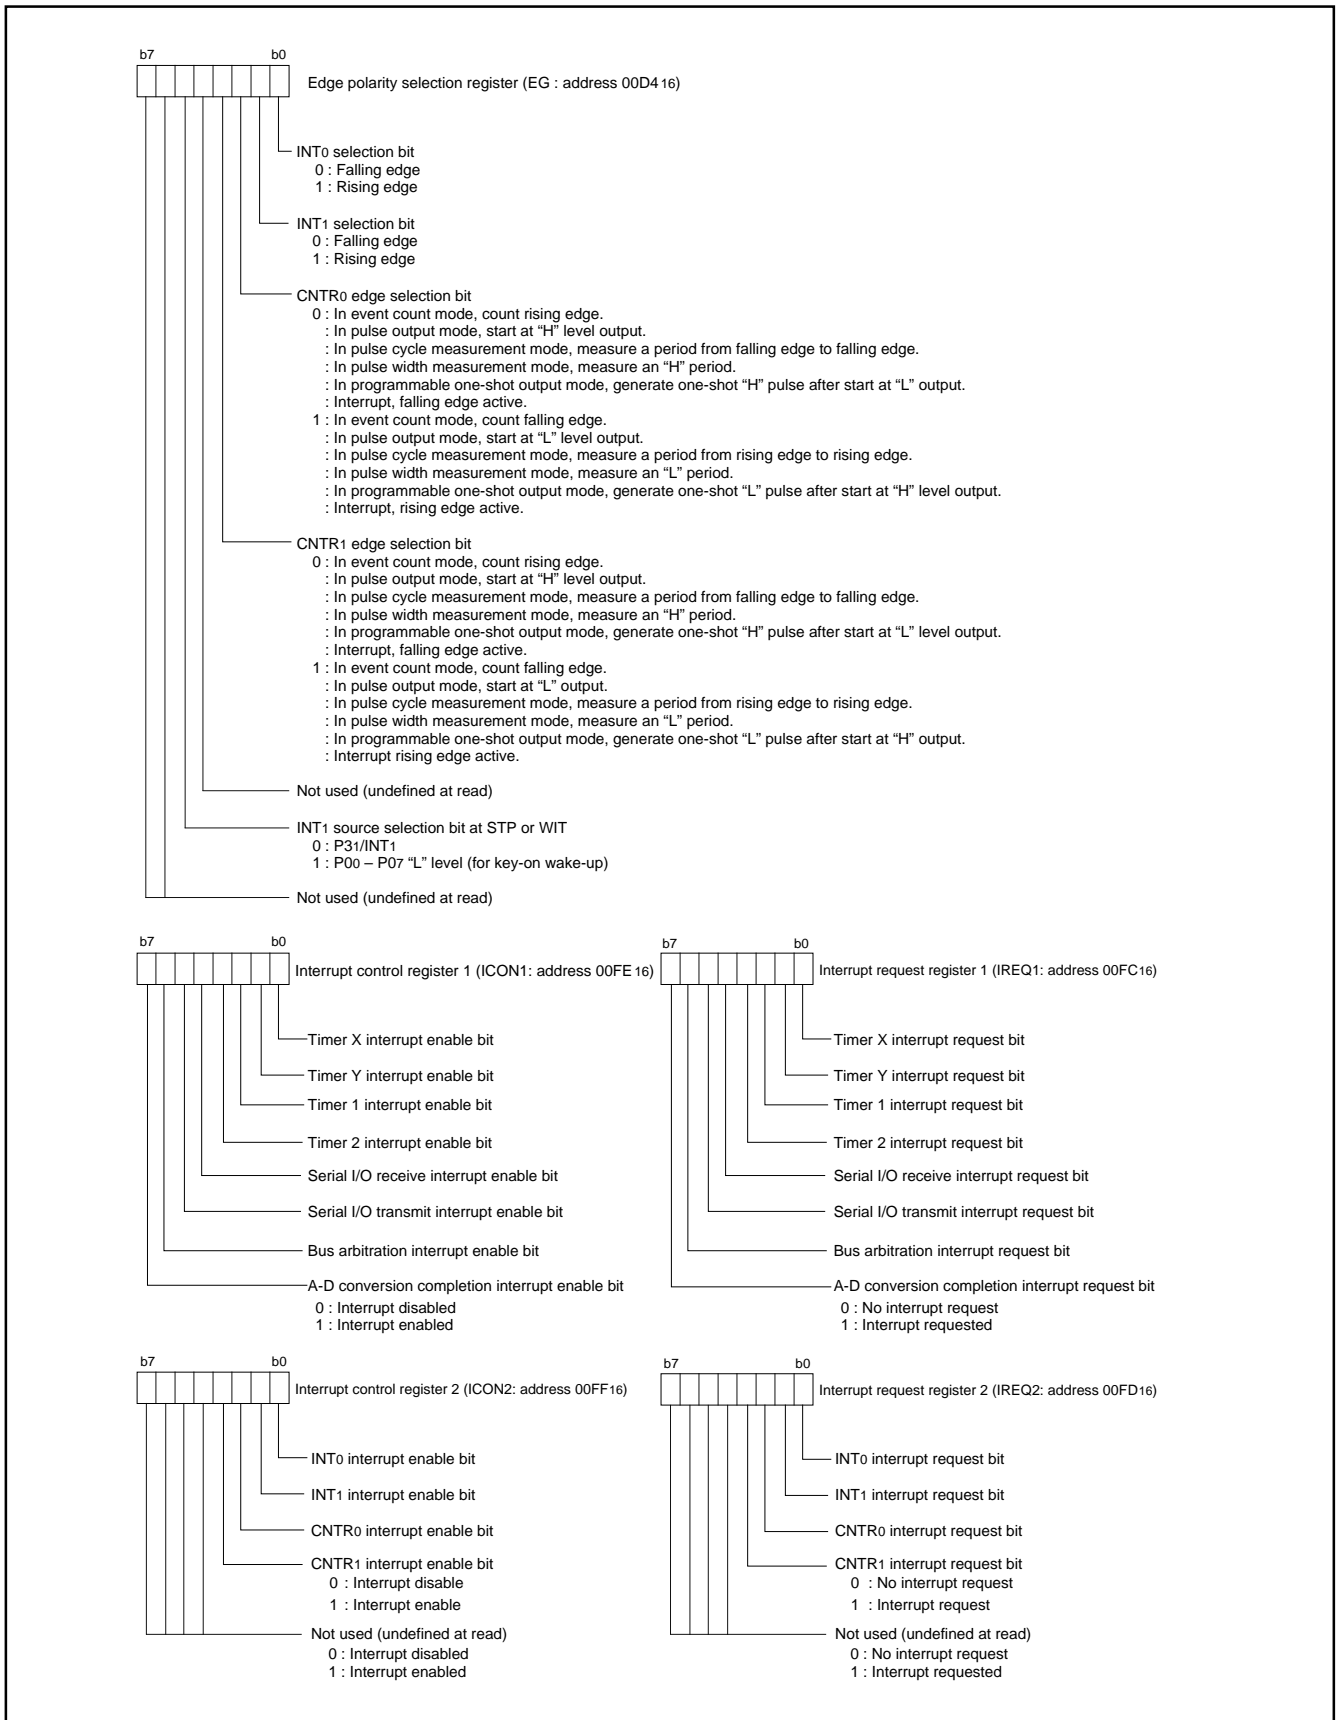 b7 b0
Edge polarity selection register (EG : address 00D416)
INT0 selection bit
0 : Falling edge
1 : Rising edge
INT1 selection bit
0 : Falling edge
1 : Rising edge
CNTR0 edge selection bit
0 : In event count mode, count rising edge.
: In pulse output mode, start at “H” level output.
: In pulse cycle measurement mode, measure a period from falling edge to falling edge.
: In pulse width measurement mode, measure an “H” period.
: In programmable one-shot output mode, generate one-shot “H” pulse after start at “L” output.
: Interrupt, falling edge active.
1 : In event count mode, count falling edge.
: In pulse output mode, start at “L” level output.
: In pulse cycle measurement mode, measure a period from rising edge to rising edge.
: In pulse width measurement mode, measure an “L” period.
: In programmable one-shot output mode, generate one-shot “L” pulse after start at “H” level output.
: Interrupt, rising edge active.
CNTR1 edge selection bit
0 : In event count mode, count rising edge.
: In pulse output mode, start at “H” level output.
: In pulse cycle measurement mode, measure a period from falling edge to falling edge.
: In pulse width measurement mode, measure an “H” period.
: In programmable one-shot output mode, generate one-shot “H” pulse after start at “L” level output.
: Interrupt, falling edge active.
1 : In event count mode, count falling edge.
: In pulse output mode, start at “L” output.
: In pulse cycle measurement mode, measure a period from rising edge to rising edge.
: In pulse width measurement mode, measure an “L” period.
: In programmable one-shot output mode, generate one-shot “L” pulse after start at “H” output.
: Interrupt rising edge active.
Not used (undefined at read)
INT1 source selection bit at STP or WIT
0 : P31/INT1
1 : P00 – P07 “L” level (for key-on wake-up)
Not used (undefined at read)
b7 b0
Interrupt control register 1 (ICON1: address 00FE16)
Timer X interrupt enable bit
Timer Y interrupt enable bit
Timer 1 interrupt enable bit
Timer 2 interrupt enable bit
Serial I/O receive interrupt enable bit
Serial I/O transmit interrupt enable bit
Bus arbitration interrupt enable bit
A-D conversion completion interrupt enable bit
0 : Interrupt disabled
1 : Interrupt enabled
b7 b0
Interrupt request register 1 (IREQ1: address 00FC16)
Timer X interrupt request bit
Timer Y interrupt request bit
Timer 1 interrupt request bit
Timer 2 interrupt request bit
Serial I/O receive interrupt request bit
Serial I/O transmit interrupt request bit
Bus arbitration interrupt request bit
A-D conversion completion interrupt request bit
0 : No interrupt request
1 : Interrupt requested
b7 b0
Interrupt control register 2 (ICON2: address 00FF16)
INT0 interrupt enable bit
INT1 interrupt enable bit
CNTR0 interrupt enable bit
CNTR1 interrupt enable bit
0 : Interrupt disable
1 : Interrupt enable
Not used (undefined at read)
0 : Interrupt disabled
1 : Interrupt enabled
b7 b0
Interrupt request register 2 (IREQ2: address 00FD16)
INT0 interrupt request bit
INT1 interrupt request bit
CNTR0 interrupt request bit
CNTR1 interrupt request bit
0 : No interrupt request
1 : Interrupt request
Not used (undefined at read)
0 : No interrupt request
1 : Interrupt requested